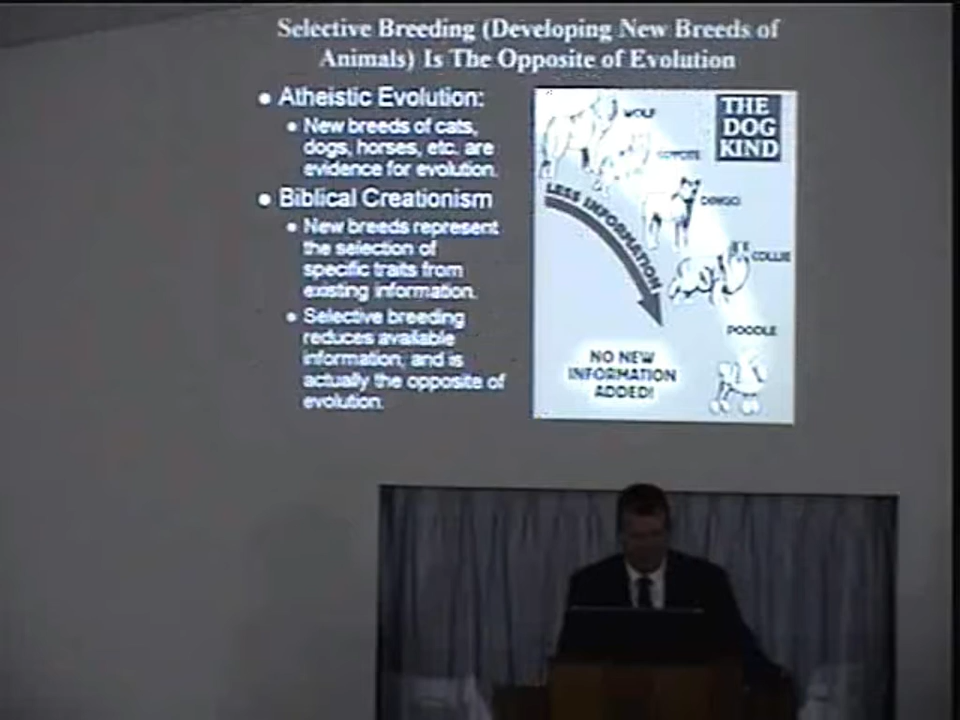 Selective Breeding (Developing New Breeds of
Animals) Is The Opposite of Evolution
● Atheistic Evolution:
● New breeds of cats,
dogs, horses, etc. are
evidence for evolution.
● Biblical Creationism
● New breeds represent
the selection of
specific traits from
existing information.
● Selective breeding
reduces available
information, and is
actually the opposite of
evolution.
THE
DOG
KIND
WOLF
COYOTE
DINGO
COLLIE
POODLE
LESS INFORMATION
NO NEW
INFORMATION
ADDED!